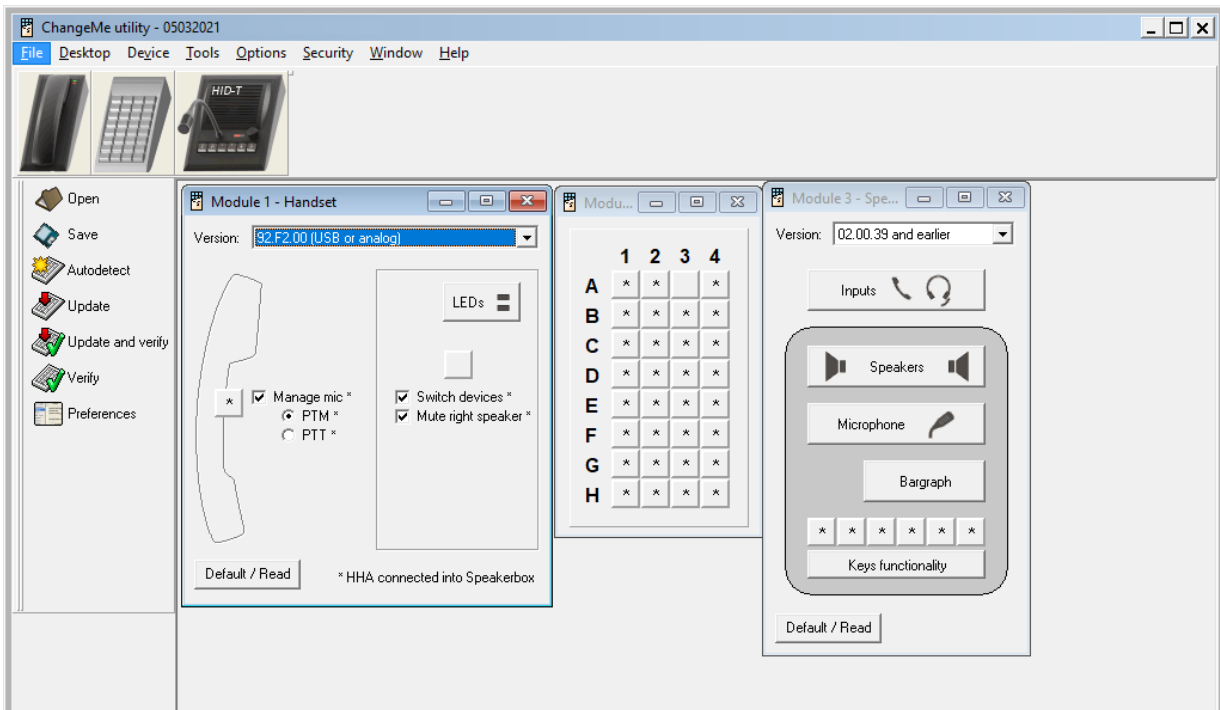 ChangeMe utility - 05032021
File Desktop Device Tools Options Security Window Help
HID-T
Open
Save
Autodetect
Update
Update and verify
Verify
Preferences
Module 1 - Handset
Version: 92.F2.00 (USB or analog)
LEDs
*
Manage mic *
PTM *
PTT *
Switch devices *
Mute right speaker *
Default / Read
* HHA connected into Speakerbox
Modu...
1 2 3 4
A * * *
B * * * *
C * * * *
D * * * *
E * * * *
F * * * *
G * * * *
H * * * *
Module 3 - Spe...
Version: 02.00.39 and earlier
Inputs
Speakers
Microphone
Bargraph
* * * * * *
Keys functionality
Default / Read